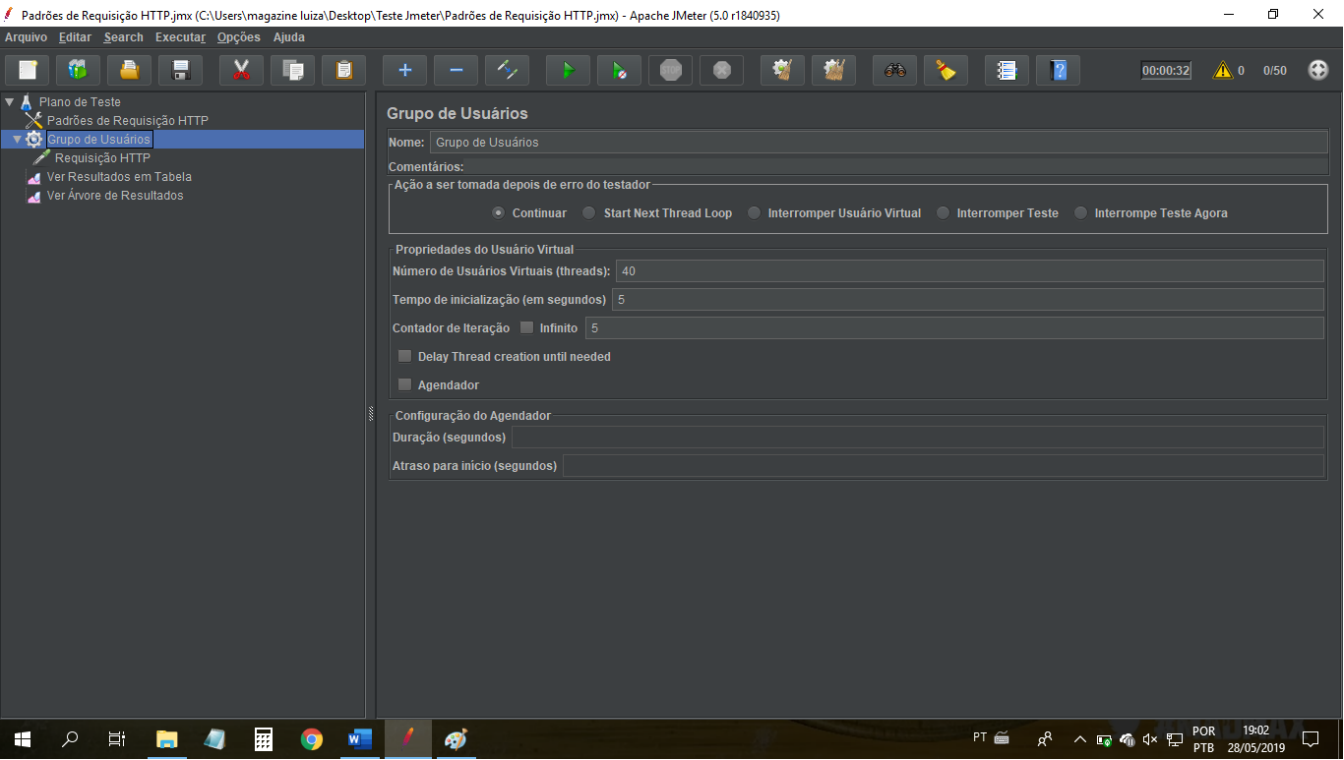 Padrões de Requisição HTTP.jmx (C:\Users\magazine luiza\Desktop\Teste Jmeter\Padrões de Requisição HTTP.jmx) - Apache JMeter (5.0 r1840935)
Arquivo Editar Search Executar Opções Ajuda
STOP 00:00:32 0 0/50
Plano de Teste
Padrões de Requisição HTTP
Grupo de Usuários
Requisição HTTP
Ver Resultados em Tabela
Ver Árvore de Resultados
Grupo de Usuários
Nome: Grupo de Usuários
Comentários:
Ação a ser tomada depois de erro do testador
Continuar Start Next Thread Loop Interromper Usuário Virtual Interromper Teste Interrompe Teste Agora
Propriedades do Usuário Virtual
Número de Usuários Virtuais (threads): 40
Tempo de inicialização (em segundos) 5
Contador de Iteração Infinito 5
Delay Thread creation until needed
Agendador
Configuração do Agendador
Duração (segundos)
Atraso para início (segundos)
PT POR 19:02
PTB 28/05/2019